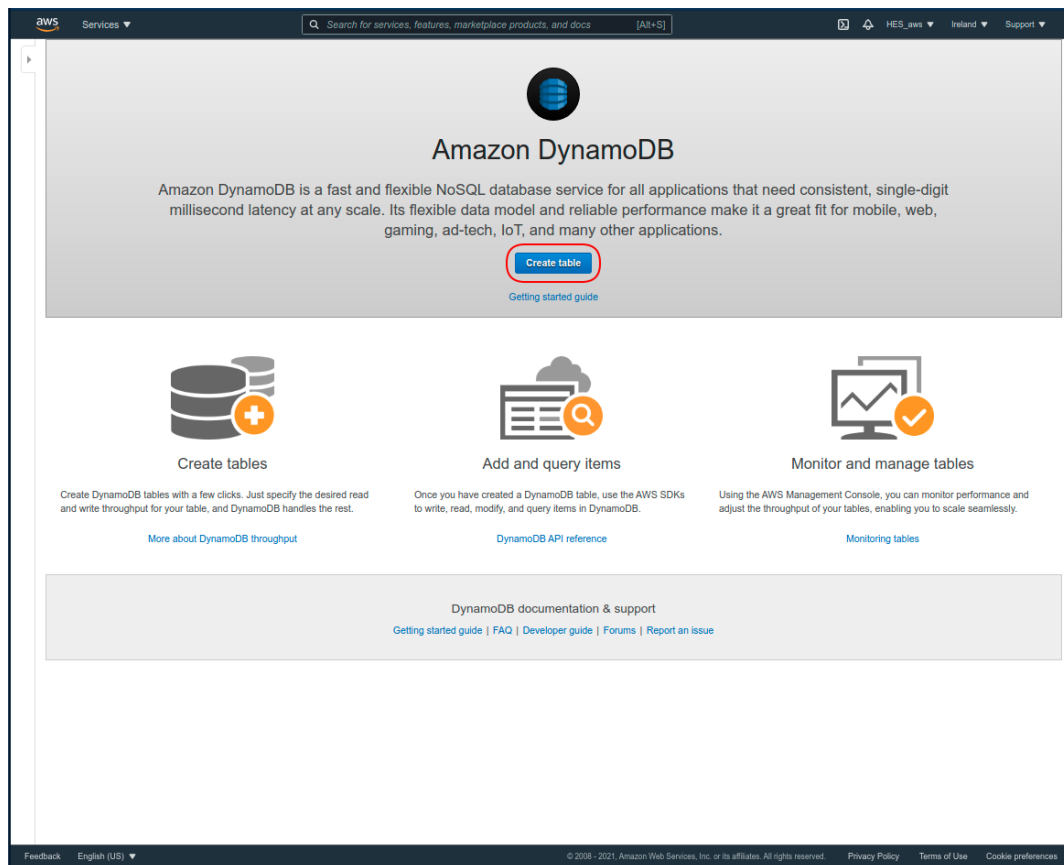 aws Services ▼ Search for services, features, marketplace products, and docs [Alt+S] HES_aws ▼ Ireland ▼ Support ▼
Amazon DynamoDB
Amazon DynamoDB is a fast and flexible NoSQL database service for all applications that need consistent, single-digit
millisecond latency at any scale. Its flexible data model and reliable performance make it a great fit for mobile, web,
gaming, ad-tech, IoT, and many other applications.
Create table
Getting started guide
Create tables
Create DynamoDB tables with a few clicks. Just specify the desired read
and write throughput for your table, and DynamoDB handles the rest.
More about DynamoDB throughput
Add and query items
Once you have created a DynamoDB table, use the AWS SDKs
to write, read, modify, and query items in DynamoDB.
DynamoDB API reference
Monitor and manage tables
Using the AWS Management Console, you can monitor performance and
adjust the throughput of your tables, enabling you to scale seamlessly.
Monitoring tables
DynamoDB documentation & support
Getting started guide | FAQ | Developer guide | Forums | Report an issue
Feedback English (US) ▼ © 2008 - 2021, Amazon Web Services, Inc. or its affiliates. All rights reserved. Privacy Policy Terms of Use Cookie preferences